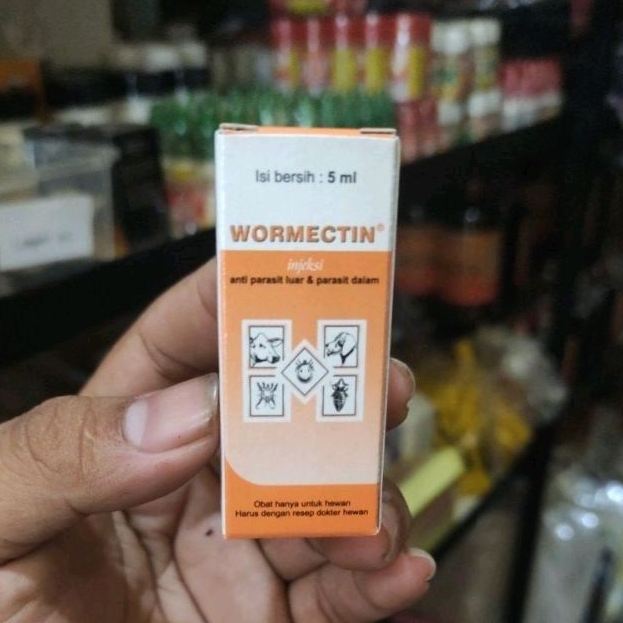 Isi bersih : 5 ml
WORMECTIN®
injeksi
anti parasit luar & parasit dalam
Obat hanya untuk hewan
Harus dengan resep dokter hewan